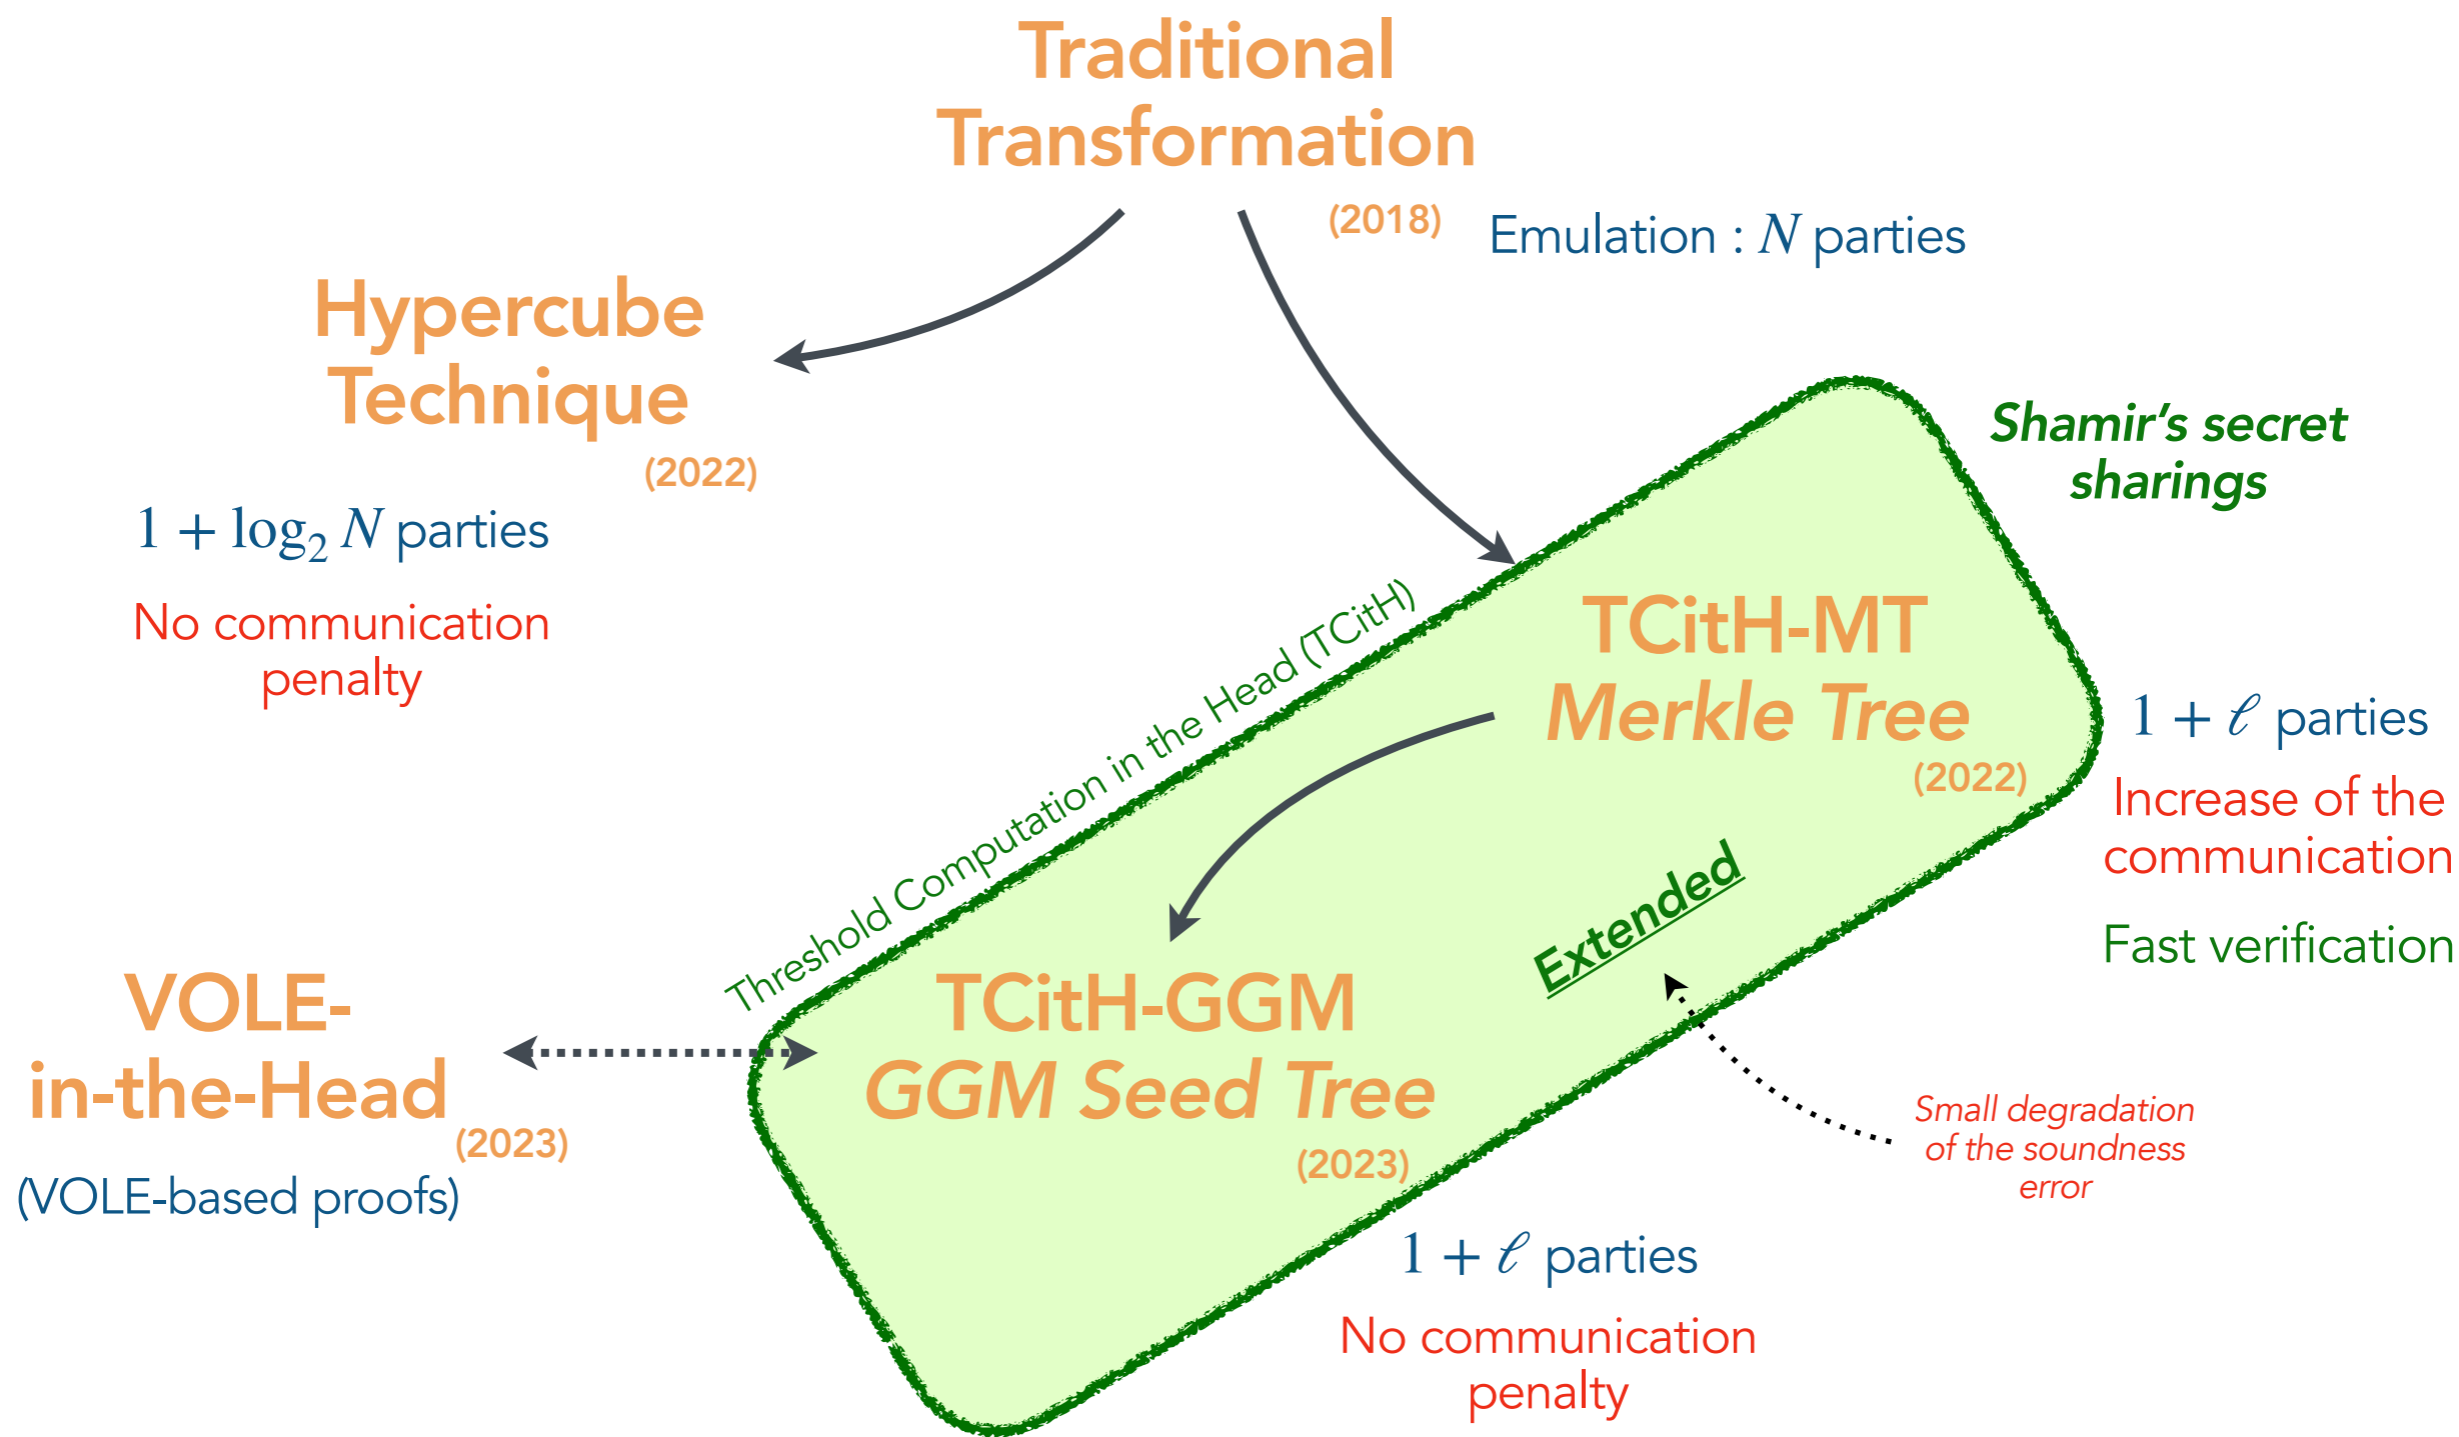 Traditional
Transformation
(2018)
Emulation : N parties
Hypercube
Technique
(2022)
1 + log₂ N parties
No communication
penalty
Shamir's secret
sharings
Threshold Computation in the Head (TCitH)
TCitH-MT
Merkle Tree
(2022)
1 + ℓ parties
Increase of the
communication
Fast verification
Extended
Small degradation
of the soundness
error
TCitH-GGM
GGM Seed Tree
(2023)
1 + ℓ parties
No communication
penalty
VOLE-
in-the-Head
(2023)
(VOLE-based proofs)